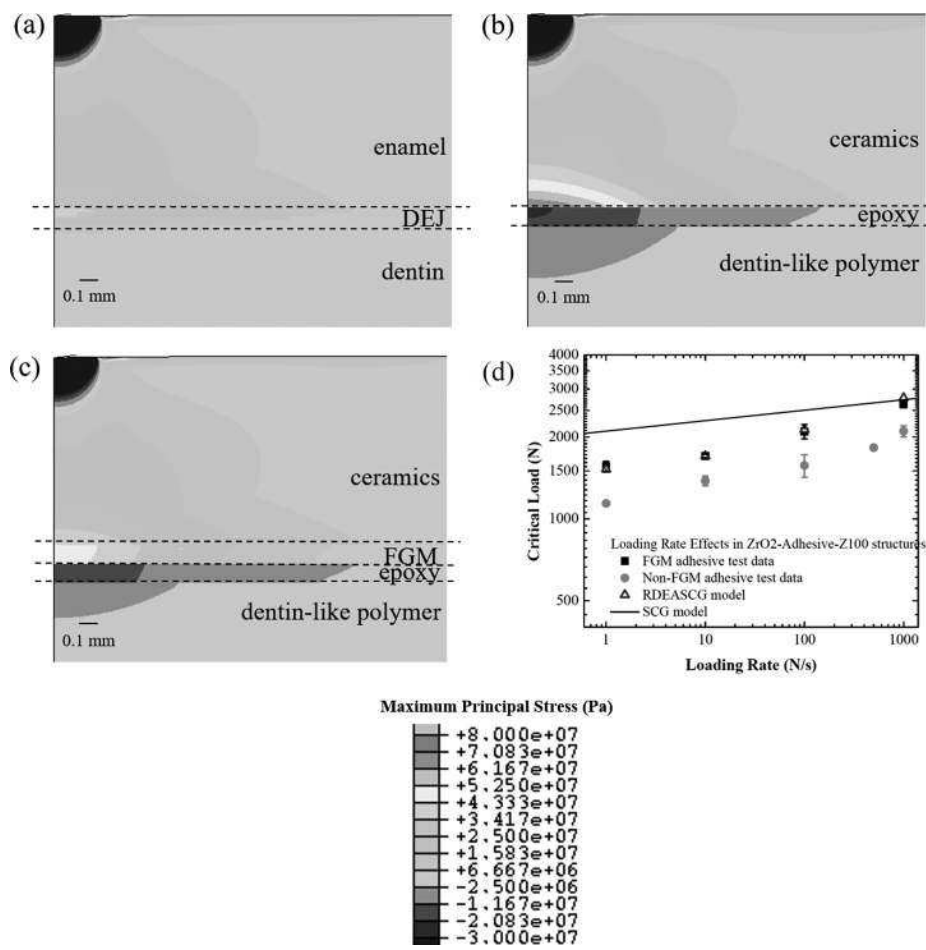 (a)
enamel
DEJ
dentin
0.1 mm
(b)
ceramics
epoxy
dentin-like polymer
0.1 mm
(c)
ceramics
FGM
epoxy
dentin-like polymer
0.1 mm
(d)
4000
3500
3000
2500
2000
1500
1000
500
Critical Load (N)
Loading Rate Effects in ZrO2-Adhesive-Z100 structures
FGM adhesive test data
Non-FGM adhesive test data
RDEASCG model
SCG model
1 10 100 1000
Loading Rate (N/s)
Maximum Principal Stress (Pa)
+8.000e+07
+7.083e+07
+6.167e+07
+5.250e+07
+4.333e+07
+3.417e+07
+2.500e+07
+1.583e+07
+6.667e+06
-2.500e+06
-1.167e+07
-2.083e+07
-3.000e+07